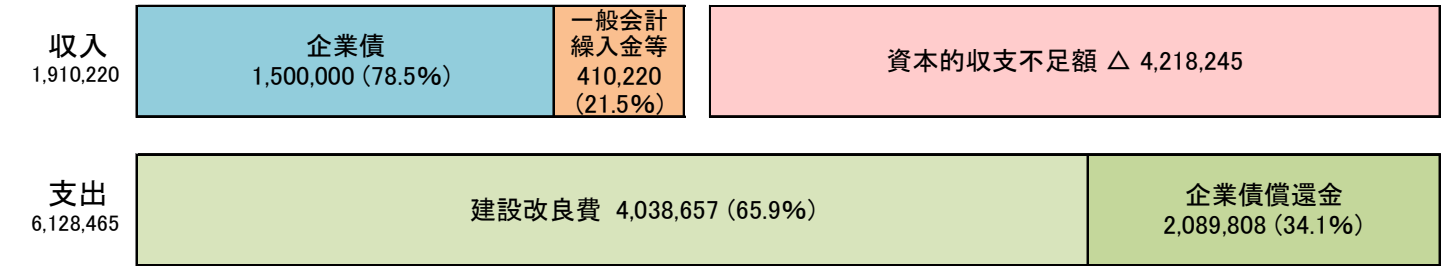 収入
1,910,220
企業債
1,500,000（78.5%）
一般会計
繰入金等
410,220
（21.5%）
資本的収支不足額 △ 4,218,245
支出
6,128,465
建設改良費 4,038,657（65.9%）
企業債償還金
2,089,808（34.1%）